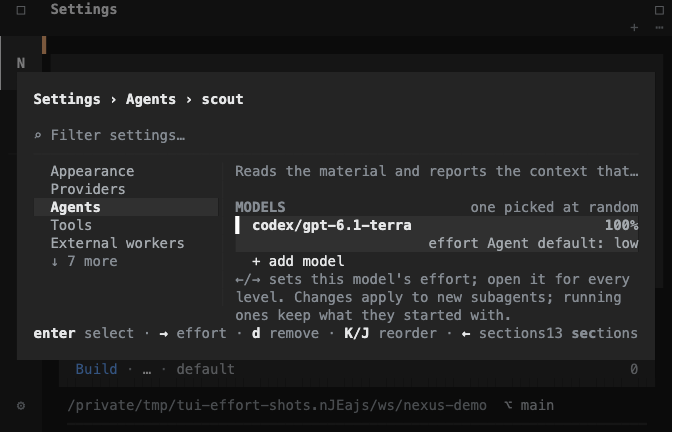 Settings
+ …
N
Settings › Agents › scout
Filter settings…
Appearance
Providers
Agents
Tools
External workers
↓ 7 more
Reads the material and reports the context that…
MODELS one picked at random
codex/gpt-6.1-terra 100%
effort Agent default: low
+ add model
←/→ sets this model's effort; open it for every
level. Changes apply to new subagents; running
ones keep what they started with.
enter select · → effort · d remove · K/J reorder · ← sections13 sections
Build · … · default 0
/private/tmp/tui-effort-shots.nJEajs/ws/nexus-demo ⌥ main